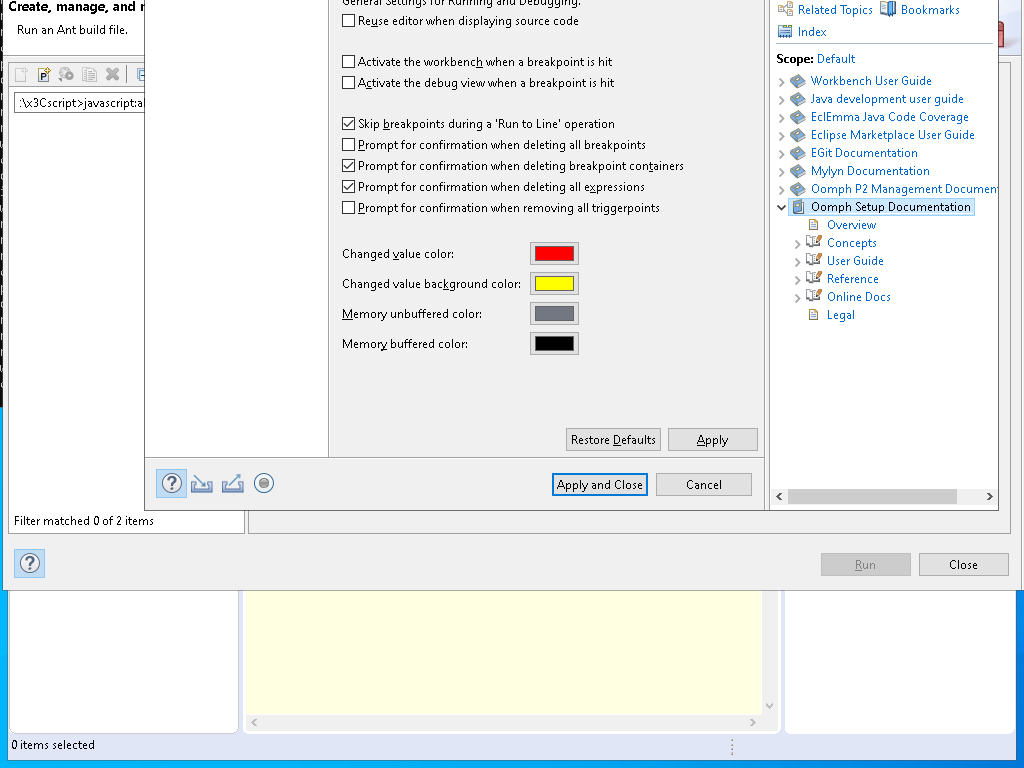 Create, manage, and r
Run an Ant build file.
:\x3Cscript>javascript:al
Filter matched 0 of 2 items
General Settings for Running and Debugging.
Reuse editor when displaying source code
Activate the workbench when a breakpoint is hit
Activate the debug view when a breakpoint is hit
Skip breakpoints during a 'Run to Line' operation
Prompt for confirmation when deleting all breakpoints
Prompt for confirmation when deleting breakpoint containers
Prompt for confirmation when deleting all expressions
Prompt for confirmation when removing all triggerpoints
Changed value color:
Changed value background color:
Memory unbuffered color:
Memory buffered color:
Restore Defaults
Apply
Apply and Close
Cancel
Related Topics
Bookmarks
Index
Scope: Default
Workbench User Guide
Java development user guide
EclEmma Java Code Coverage
Eclipse Marketplace User Guide
EGit Documentation
Mylyn Documentation
Oomph P2 Management Documen
Oomph Setup Documentation
Overview
Concepts
User Guide
Reference
Online Docs
Legal
Run
Close
0 items selected